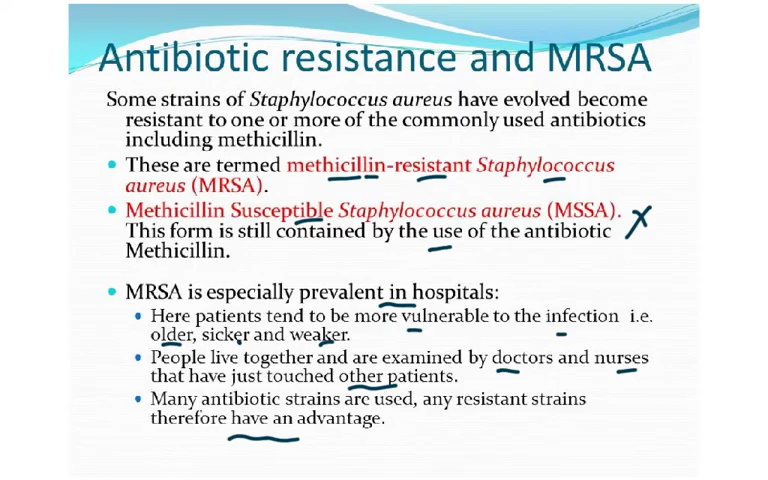 Antibiotic resistance and MRSA
Some strains of Staphylococcus aureus have evolved become
resistant to one or more of the commonly used antibiotics
including methicillin.
• These are termed methicillin-resistant Staphylococcus
aureus (MRSA).
• Methicillin Susceptible Staphylococcus aureus (MSSA).
This form is still contained by the use of the antibiotic
Methicillin.
• MRSA is especially prevalent in hospitals:
• Here patients tend to be more vulnerable to the infection i.e.
older, sicker and weaker.
• People live together and are examined by doctors and nurses
that have just touched other patients.
• Many antibiotic strains are used, any resistant strains
therefore have an advantage.